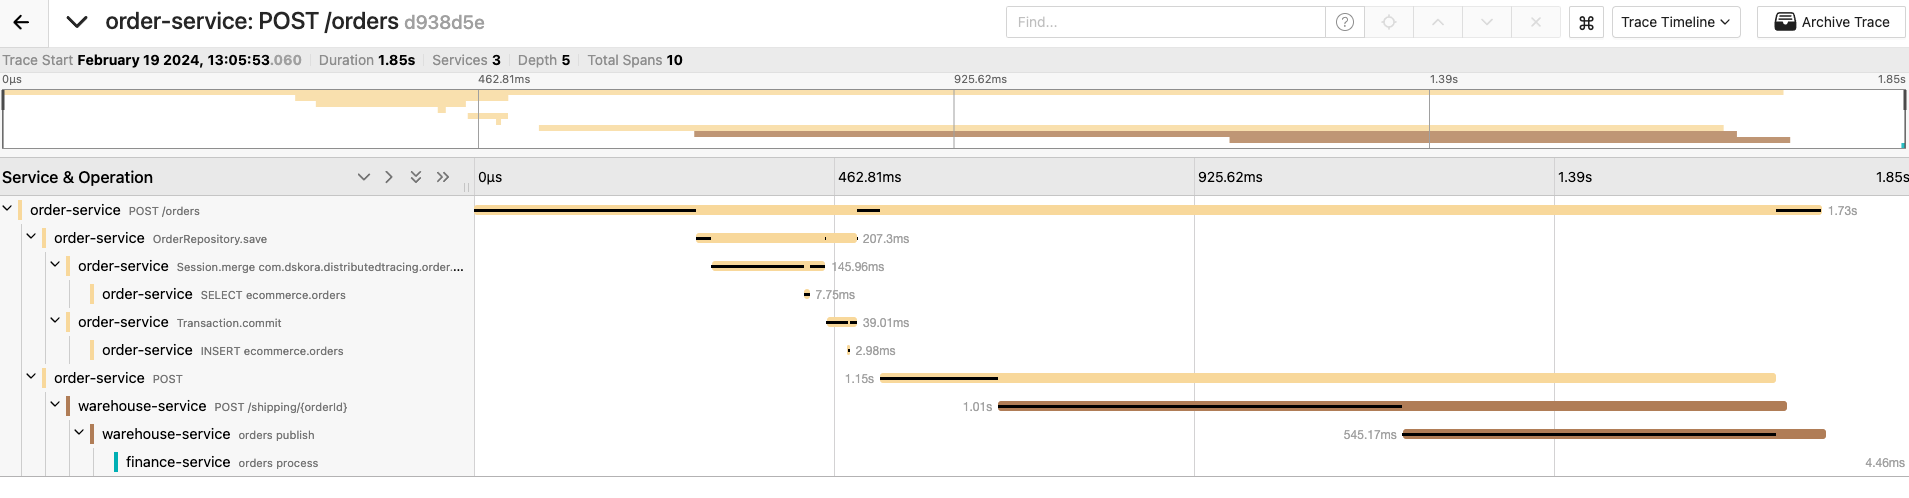 order-service: POST /orders d938d5e Find... ? ⌘ Trace Timeline Archive Trace
Trace Start February 19 2024, 13:05:53.060 Duration 1.85s Services 3 Depth 5 Total Spans 10
0μs 462.81ms 925.62ms 1.39s 1.85s
Service & Operation 0μs 462.81ms 925.62ms 1.39s 1.85s
order-service POST /orders 1.73s
order-service OrderRepository.save 207.3ms
order-service Session.merge com.dskora.distributedtracing.order.... 145.96ms
order-service SELECT ecommerce.orders 7.75ms
order-service Transaction.commit 39.01ms
order-service INSERT ecommerce.orders 2.98ms
order-service POST 1.15s
warehouse-service POST /shipping/{orderId} 1.01s
warehouse-service orders publish 545.17ms
finance-service orders process 4.46ms